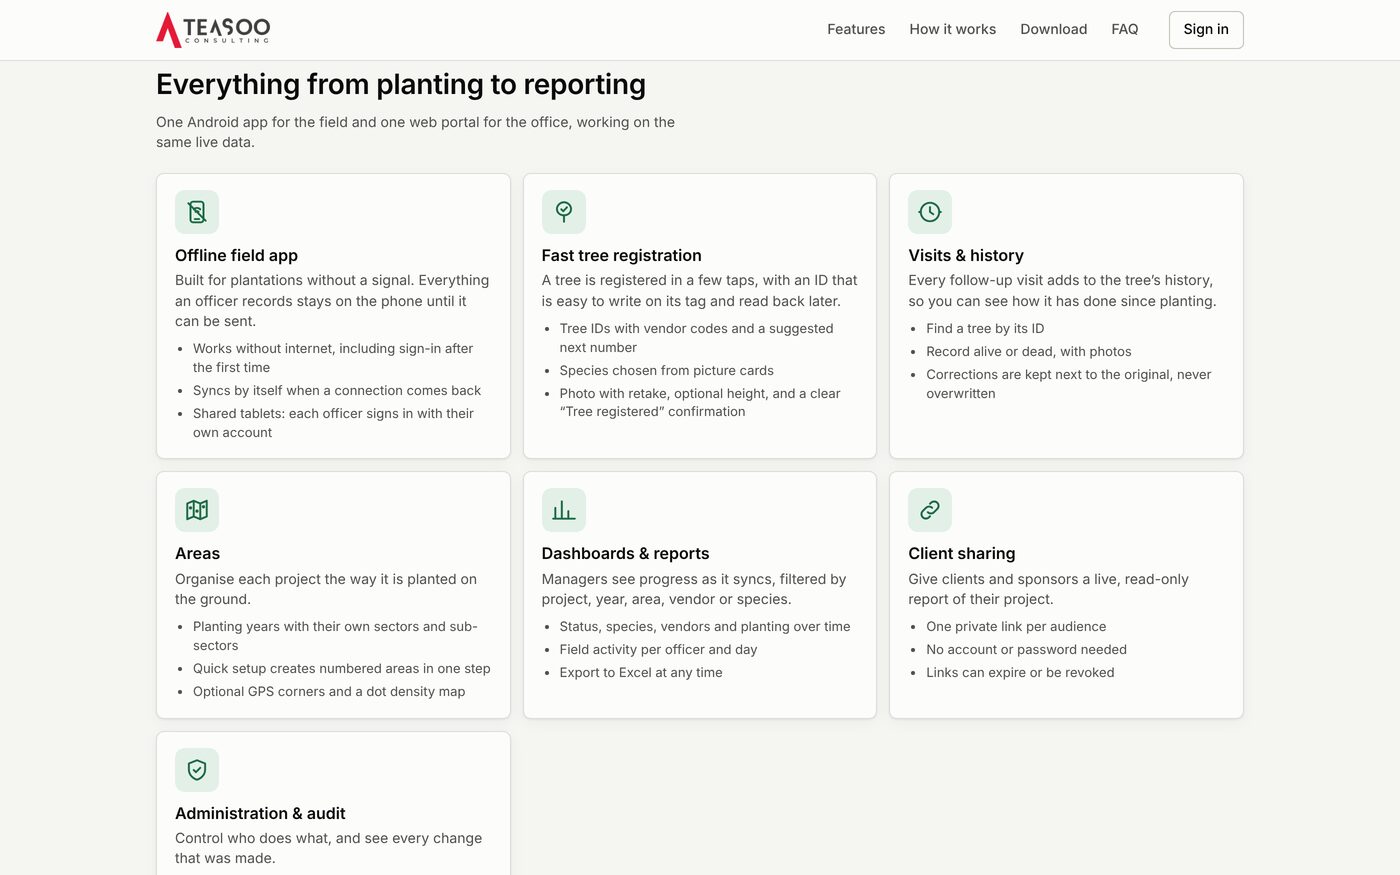 TEASOO
CONSULTING
Features
How it works
Download
FAQ
Sign in
Everything from planting to reporting
One Android app for the field and one web portal for the office, working on the
same live data.
Offline field app
Built for plantations without a signal. Everything
an officer records stays on the phone until it
can be sent.
• Works without internet, including sign-in after
the first time
• Syncs by itself when a connection comes back
• Shared tablets: each officer signs in with their
own account
Fast tree registration
A tree is registered in a few taps, with an ID that
is easy to write on its tag and read back later.
• Tree IDs with vendor codes and a suggested
next number
• Species chosen from picture cards
• Photo with retake, optional height, and a clear
“Tree registered” confirmation
Visits & history
Every follow-up visit adds to the tree’s history,
so you can see how it has done since planting.
• Find a tree by its ID
• Record alive or dead, with photos
• Corrections are kept next to the original, never
overwritten
Areas
Organise each project the way it is planted on
the ground.
• Planting years with their own sectors and sub-
sectors
• Quick setup creates numbered areas in one step
• Optional GPS corners and a dot density map
Dashboards & reports
Managers see progress as it syncs, filtered by
project, year, area, vendor or species.
• Status, species, vendors and planting over time
• Field activity per officer and day
• Export to Excel at any time
Client sharing
Give clients and sponsors a live, read-only
report of their project.
• One private link per audience
• No account or password needed
• Links can expire or be revoked
Administration & audit
Control who does what, and see every change
that was made.